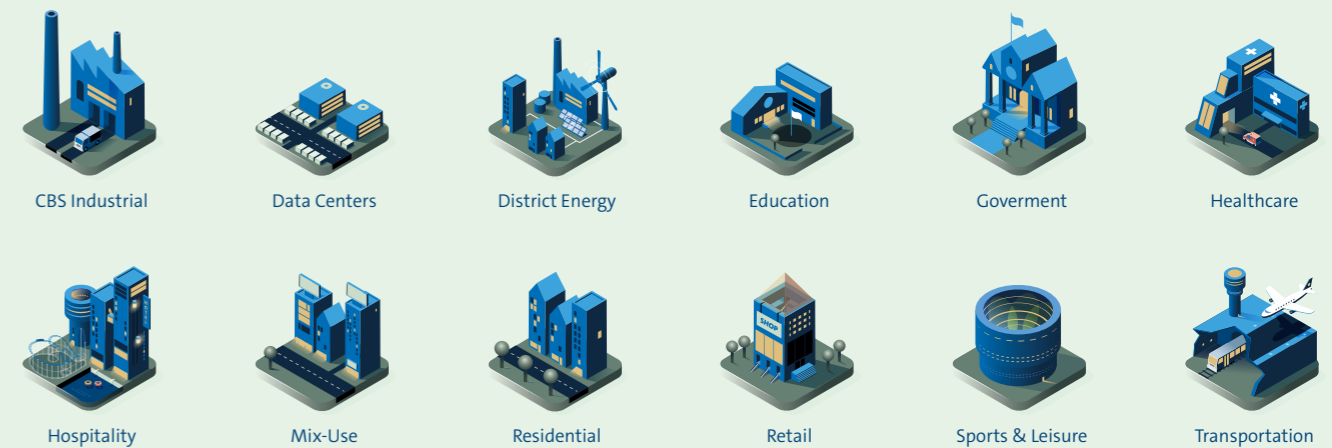 CBS Industrial
Data Centers
District Energy
Education
Goverment
Healthcare
SHOP
Hospitality
Mix-Use
Residential
Retail
Sports & Leisure
Transportation